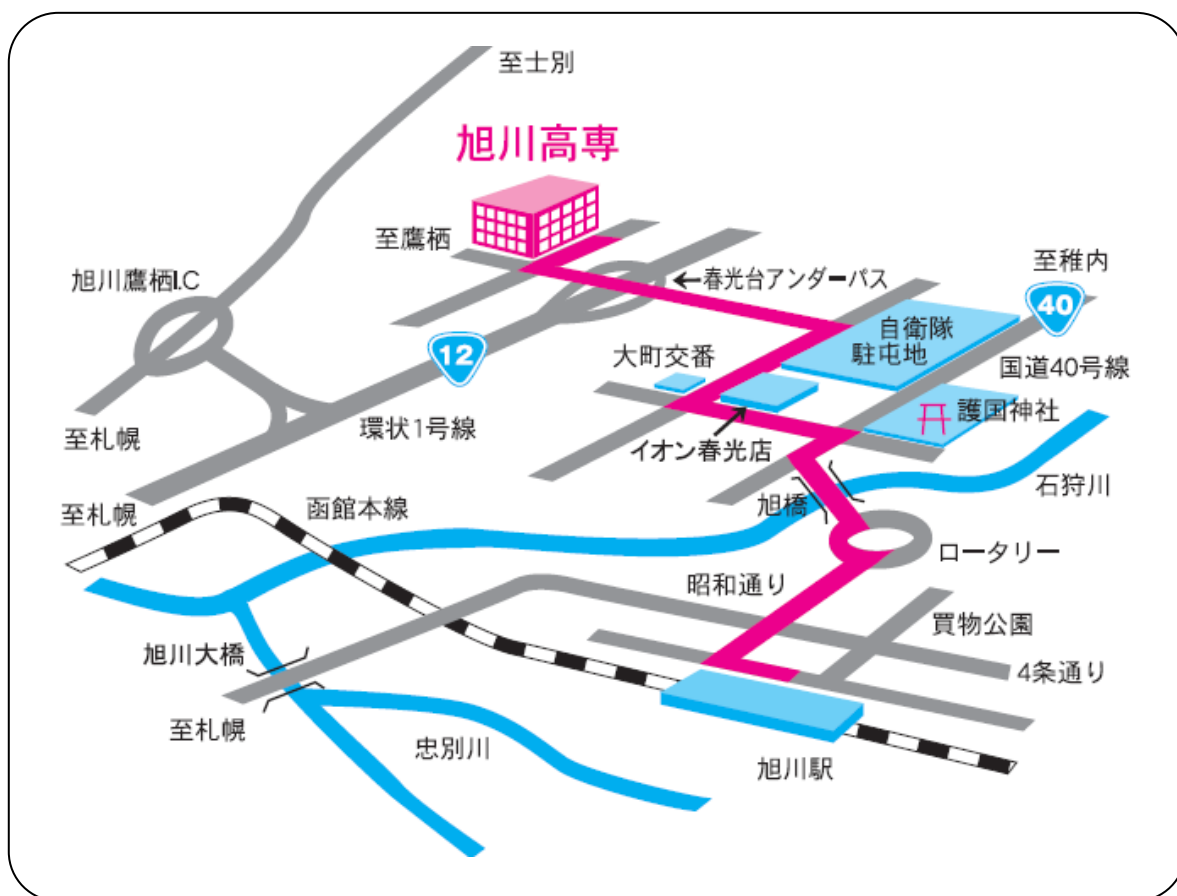 至士別
旭川高専
至鷹栖
旭川鷹栖I.C
←春光台アンダーパス
至稚内
40
自衛隊
駐屯地
12
大町交番
国道40号線
護国神社
至札幌
環状1号線
イオン春光店
石狩川
至札幌
函館本線
旭橋
ロータリー
昭和通り
買物公園
旭川大橋
4条通り
至札幌
忠別川
旭川駅